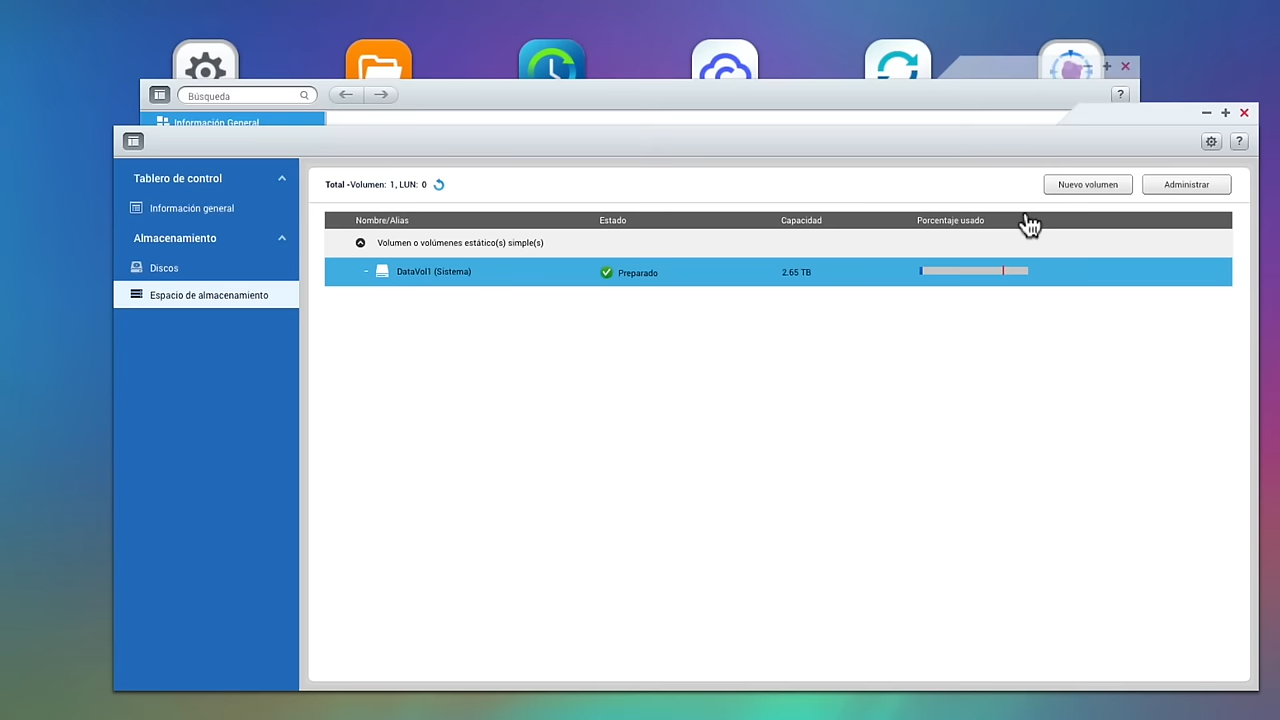 Búsqueda
?
Información General
?
Tablero de control
Información general
Almacenamiento
Discos
Espacio de almacenamiento
Total -Volumen: 1, LUN: 0
Nuevo volumen
Administrar
Nombre/Alias Estado Capacidad Porcentaje usado
Volumen o volúmenes estático(s) simple(s)
DataVol1 (Sistema) Preparado 2.65 TB